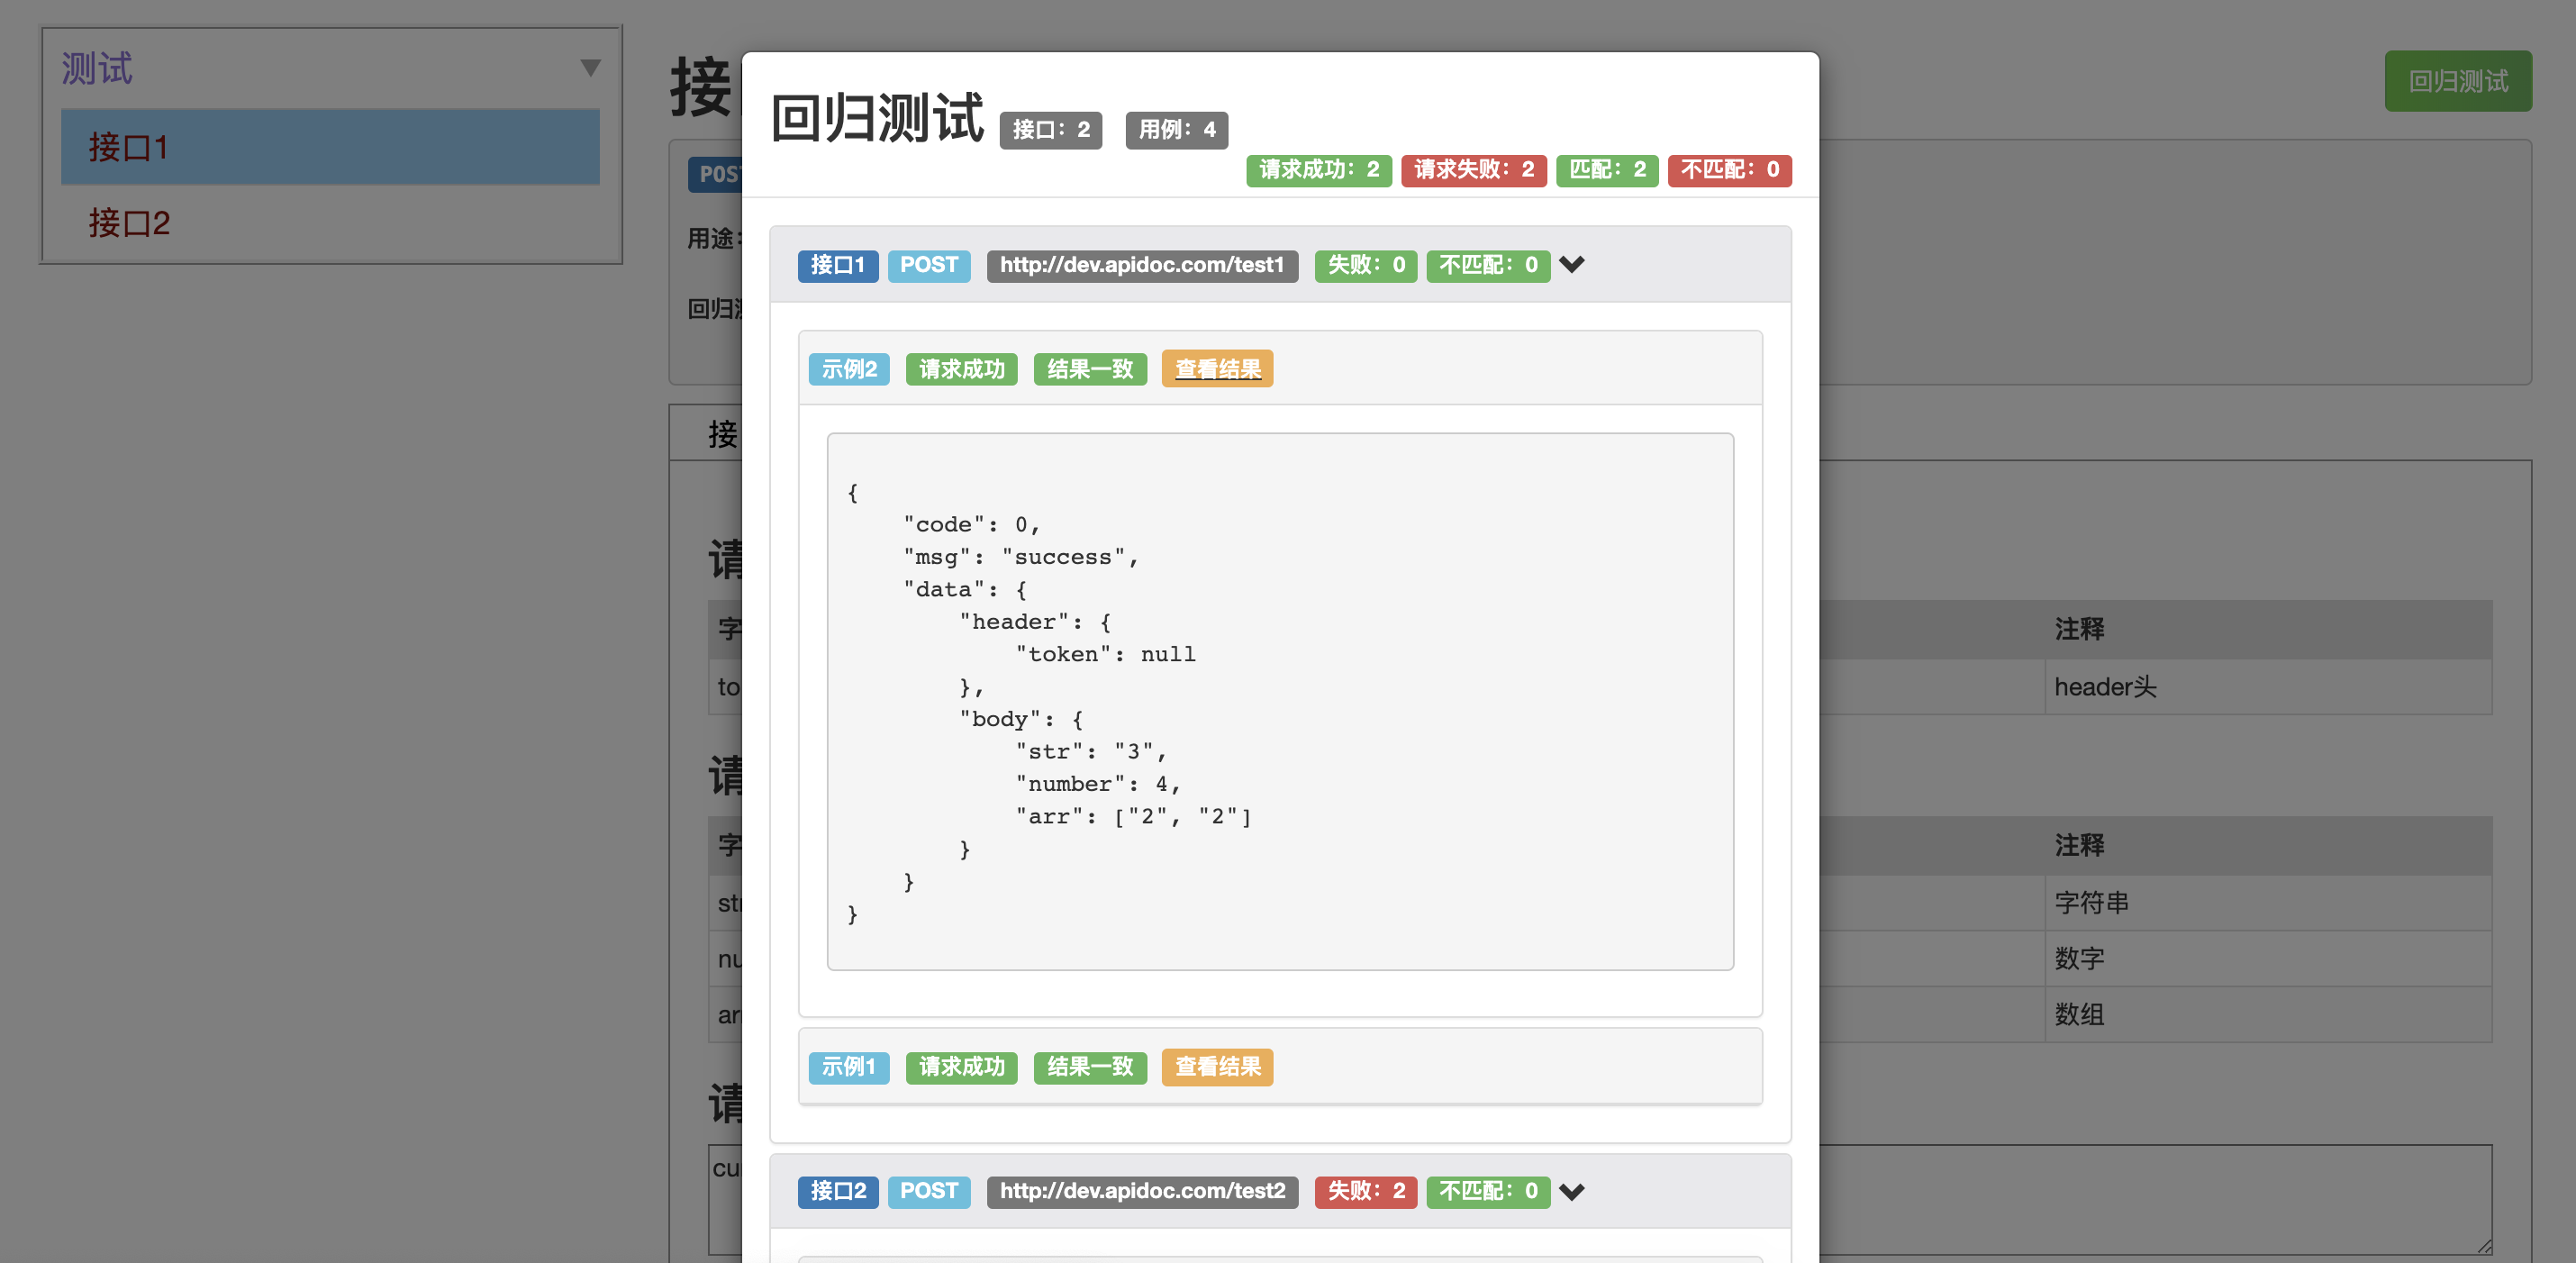 测试 ▼
接口1
接口2
接
回归测试
POST
用途:
回归
接
请
字
注释
to
header头
请
字
注释
str
字符串
nu
数字
ar
数组
请
cu
回归测试 接口: 2 用例: 4
请求成功: 2 请求失败: 2 匹配: 2 不匹配: 0
接口1 POST http://dev.apidoc.com/test1 失败: 0 不匹配: 0
示例2 请求成功 结果一致 查看结果
{
"code": 0,
"msg": "success",
"data": {
"header": {
"token": null
},
"body": {
"str": "3",
"number": 4,
"arr": ["2", "2"]
}
}
}
示例1 请求成功 结果一致 查看结果
接口2 POST http://dev.apidoc.com/test2 失败: 2 不匹配: 0